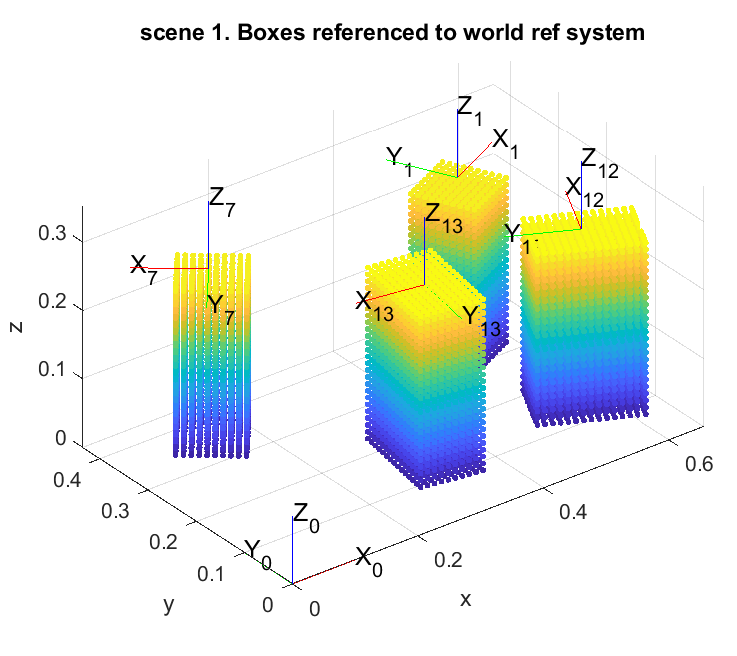 scene 1. Boxes referenced to world ref system
Z1
X1
Y1
Z12
X12
Z7
Z13
0.3
X7
X13
Y7
Y13
0.2
z
0.1
0
0.4
0.3
0.2
0.1
0
Z0
Y0
X0
0
0.2
0.4
0.6
y
x